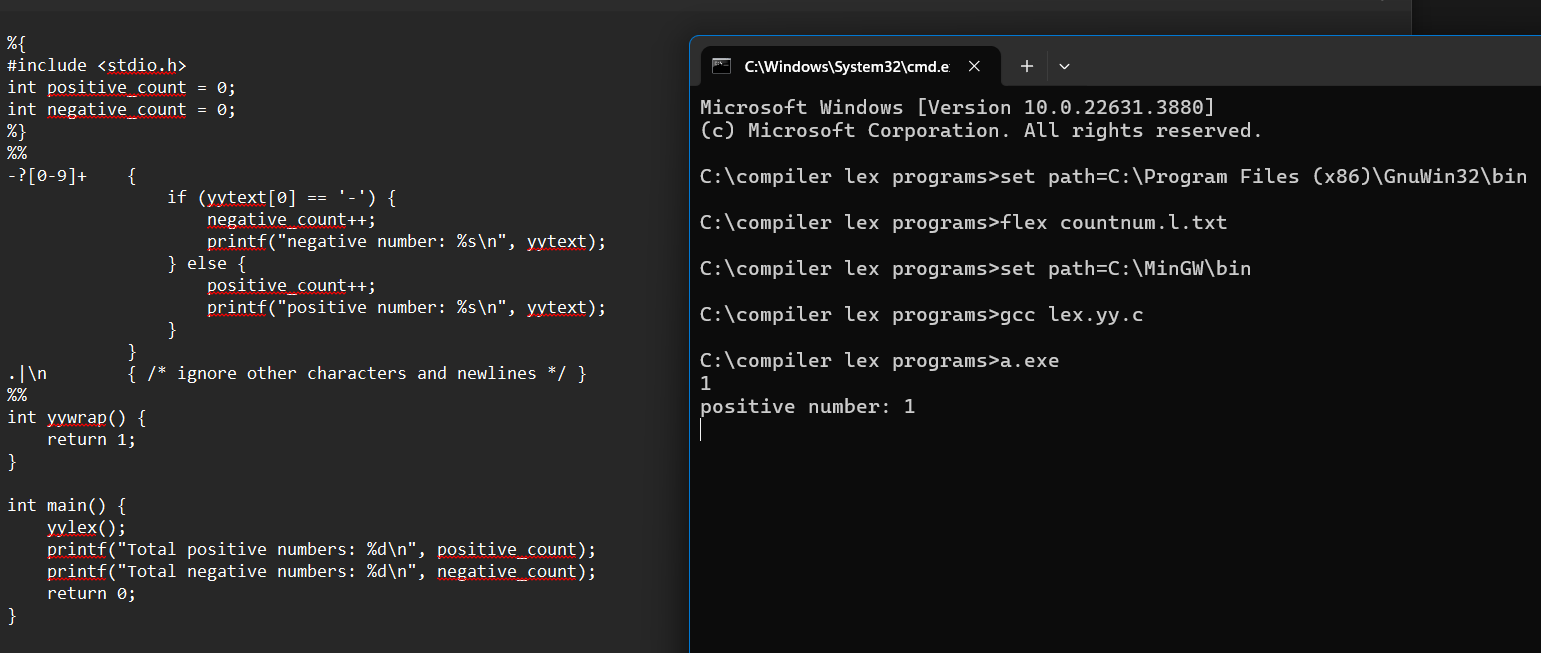 %{
#include <stdio.h>
int positive_count = 0;
int negative_count = 0;
%}
%%
-?[0-9]+    {
                if (yytext[0] == '-') {
                    negative_count++;
                    printf("negative number: %s\n", yytext);
                } else {
                    positive_count++;
                    printf("positive number: %s\n", yytext);
                }
            }
.|\n        { /* ignore other characters and newlines */ }
%%
int yywrap() {
    return 1;
}
int main() {
    yylex();
    printf("Total positive numbers: %d\n", positive_count);
    printf("Total negative numbers: %d\n", negative_count);
    return 0;
}
C:\Windows\System32\cmd.e
Microsoft Windows [Version 10.0.22631.3880]
(c) Microsoft Corporation. All rights reserved.
C:\compiler lex programs>set path=C:\Program Files (x86)\GnuWin32\bin
C:\compiler lex programs>flex countnum.l.txt
C:\compiler lex programs>set path=C:\MinGW\bin
C:\compiler lex programs>gcc lex.yy.c
C:\compiler lex programs>a.exe
1
positive number: 1